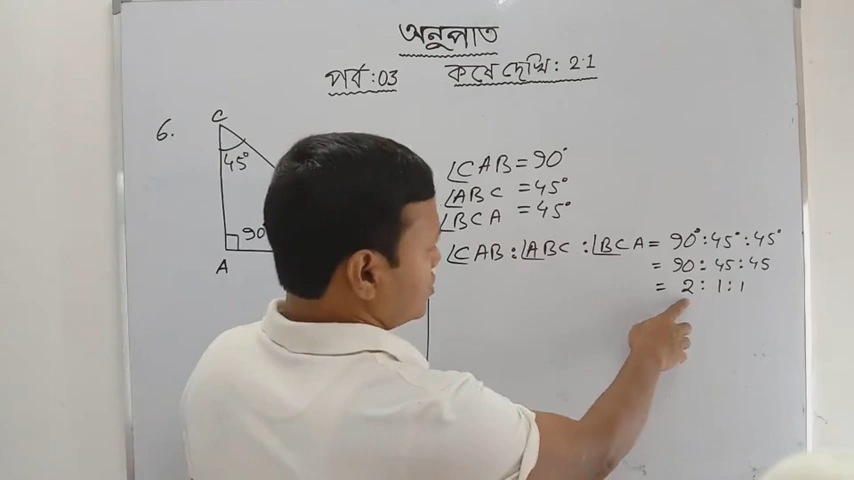 অনুপাত
পর্ব:03 কষে দেখি: 2.1
6.
C
45°
90
A
∠CAB = 90°
∠ABC = 45°
∠BCA = 45°
∠CAB : ∠ABC : ∠BCA = 90° : 45° : 45°
= 90 : 45 : 45
= 2 : 1 : 1